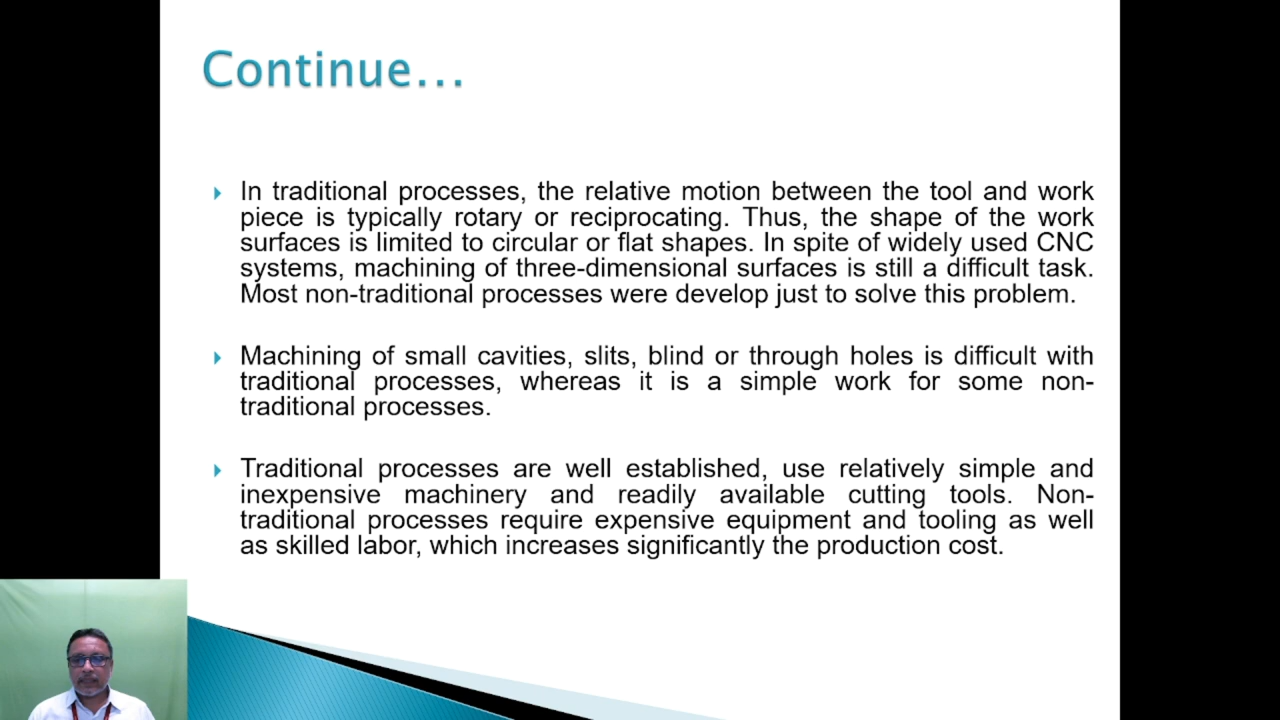 Continue...
In traditional processes, the relative motion between the tool and work
piece is typically rotary or reciprocating. Thus, the shape of the work
surfaces is limited to circular or flat shapes. In spite of widely used CNC
systems, machining of three-dimensional surfaces is still a difficult task.
Most non-traditional processes were develop just to solve this problem.
Machining of small cavities, slits, blind or through holes is difficult with
traditional processes, whereas it is a simple work for some non-
traditional processes.
Traditional processes are well established, use relatively simple and
inexpensive machinery and readily available cutting tools. Non-
traditional processes require expensive equipment and tooling as well
as skilled labor, which increases significantly the production cost.